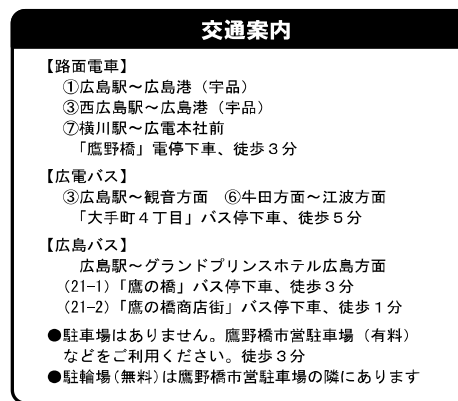 交通案内
【路面電車】
①広島駅～広島港（宇品）
③西広島駅～広島港（宇品）
⑦横川駅～広電本社前
「鷹野橋」電停下車、徒歩３分
【広電バス】
③広島駅～観音方面　⑥牛田方面～江波方面
「大手町４丁目」バス停下車、徒歩５分
【広島バス】
広島駅～グランドプリンスホテル広島方面
(21-1)「鷹の橋」バス停下車、徒歩３分
(21-2)「鷹の橋商店街」バス停下車、徒歩１分
●駐車場はありません。鷹野橋市営駐車場（有料）
などをご利用ください。徒歩３分
●駐輪場(無料)は鷹野橋市営駐車場の隣にあります